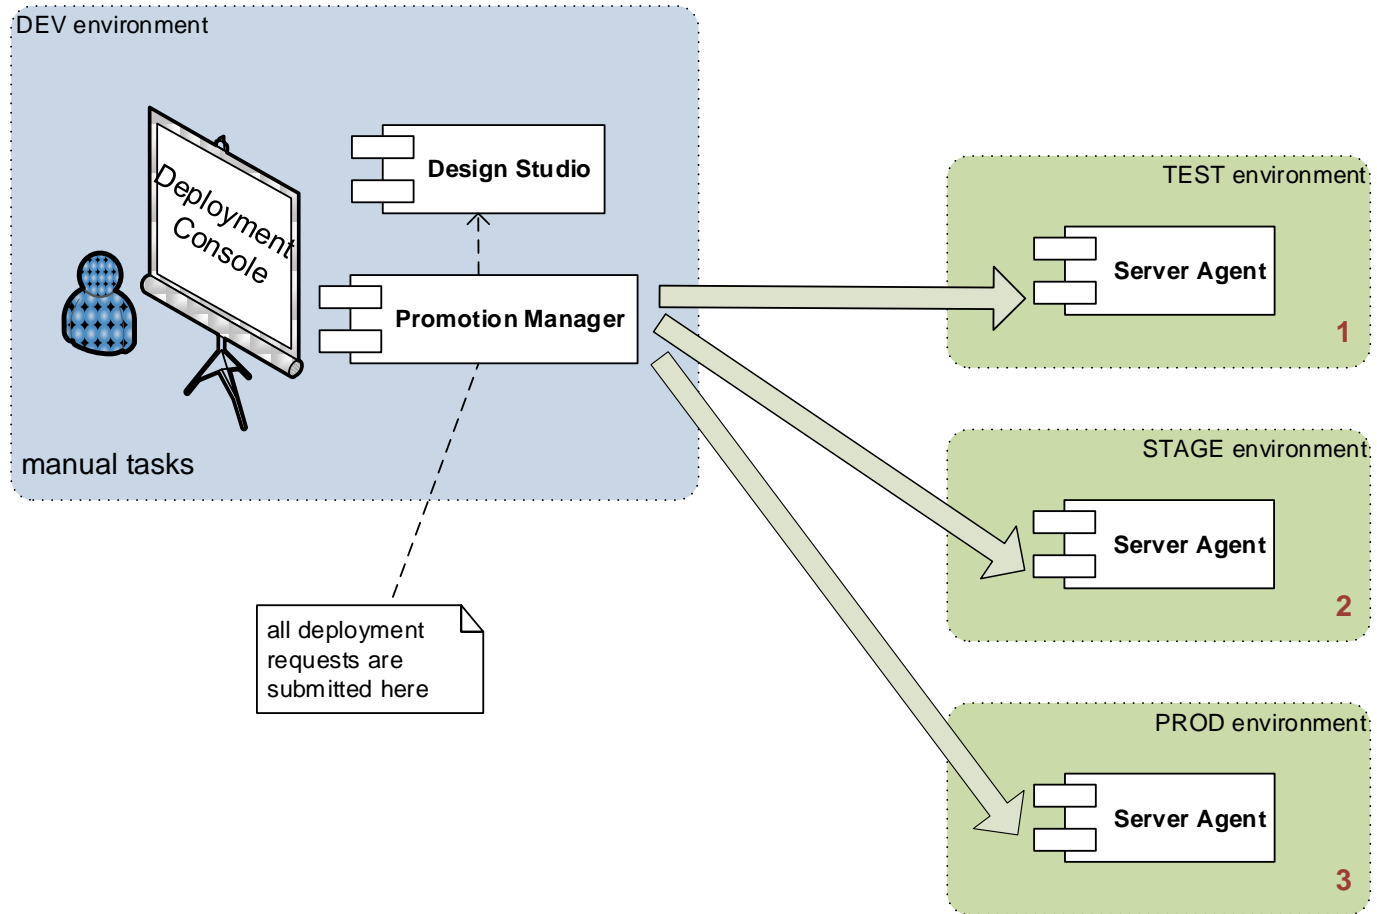 DEV environment
Deployment
Console
Design Studio
Promotion Manager
manual tasks
all deployment
requests are
submitted here
TEST environment
Server Agent
1
STAGE environment
Server Agent
2
PROD environment
Server Agent
3